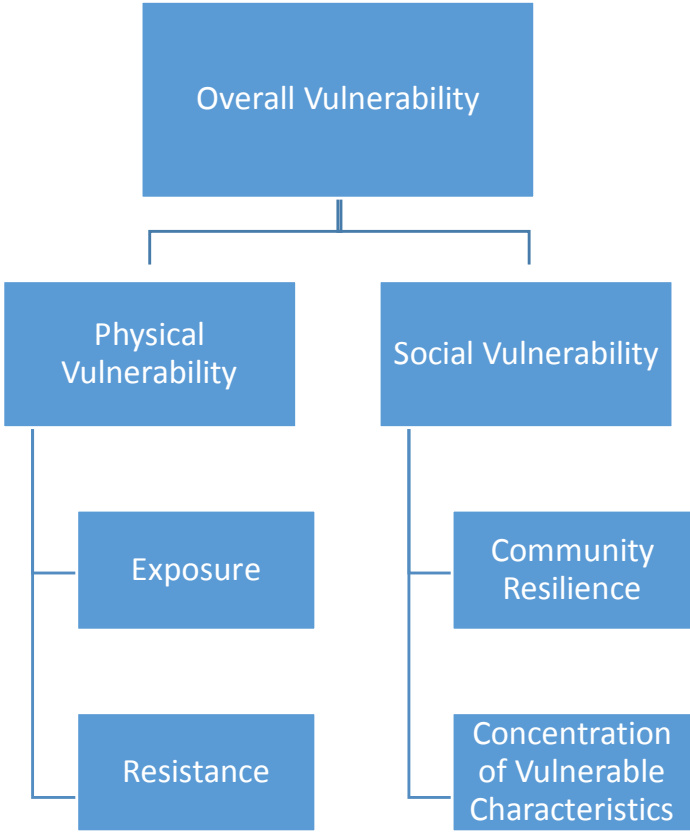 Overall Vulnerability
Physical
Vulnerability
Social Vulnerability
Exposure
Community
Resilience
Resistance
Concentration
of Vulnerable
Characteristics